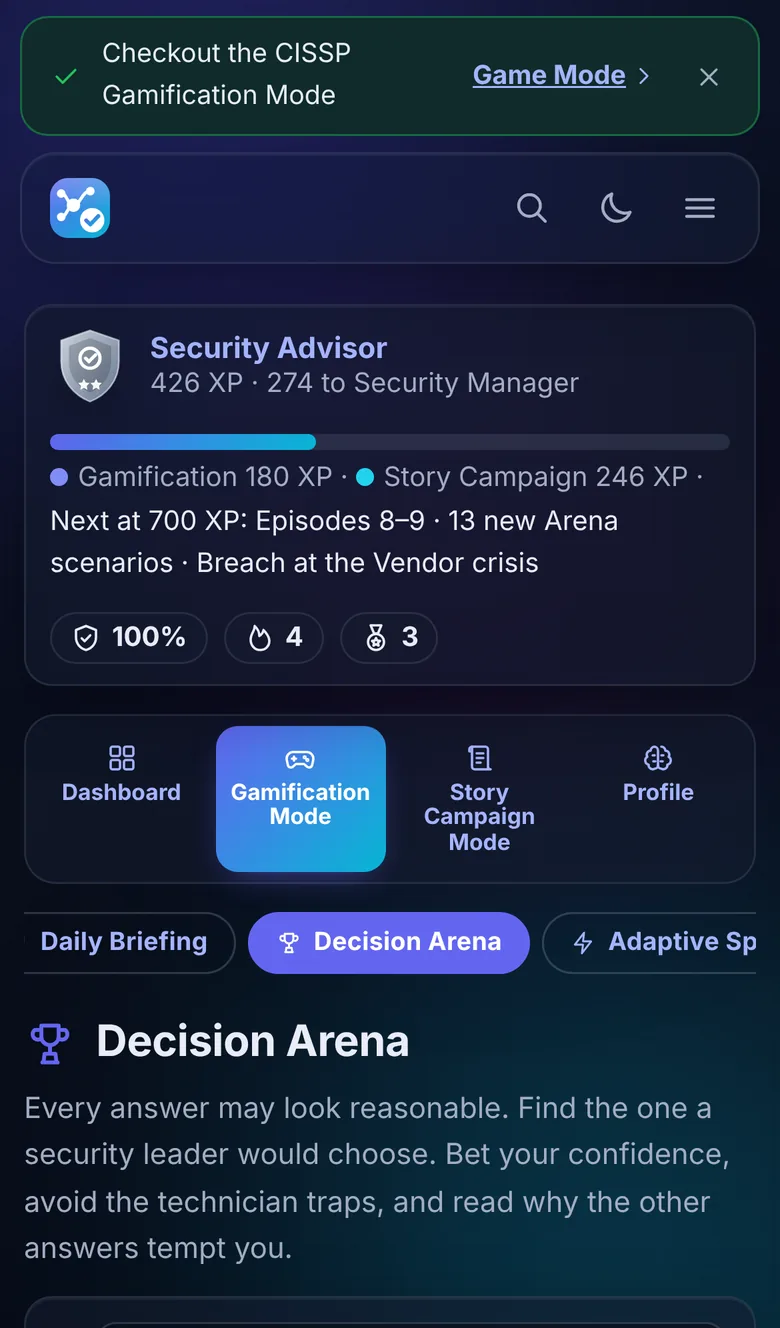 Checkout the CISSP
Gamification Mode
Game Mode
Security Advisor
426 XP · 274 to Security Manager
Gamification 180 XP · Story Campaign 246 XP ·
Next at 700 XP: Episodes 8–9 · 13 new Arena
scenarios · Breach at the Vendor crisis
100%
4
3
Dashboard
Gamification
Mode
Story
Campaign
Mode
Profile
Daily Briefing
Decision Arena
Adaptive Sp
Decision Arena
Every answer may look reasonable. Find the one a
security leader would choose. Bet your confidence,
avoid the technician traps, and read why the other
answers tempt you.